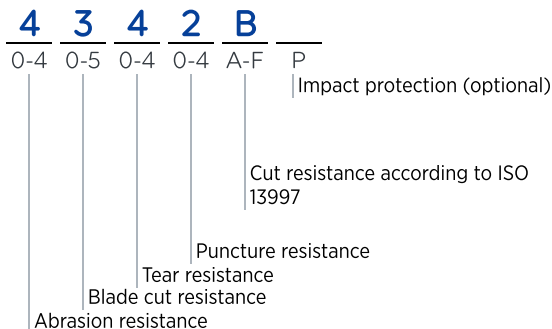 4 3 4 2 B
0-4 0-5 0-4 0-4 A-F P
Impact protection (optional)
Cut resistance according to ISO
13997
Puncture resistance
Tear resistance
Blade cut resistance
Abrasion resistance